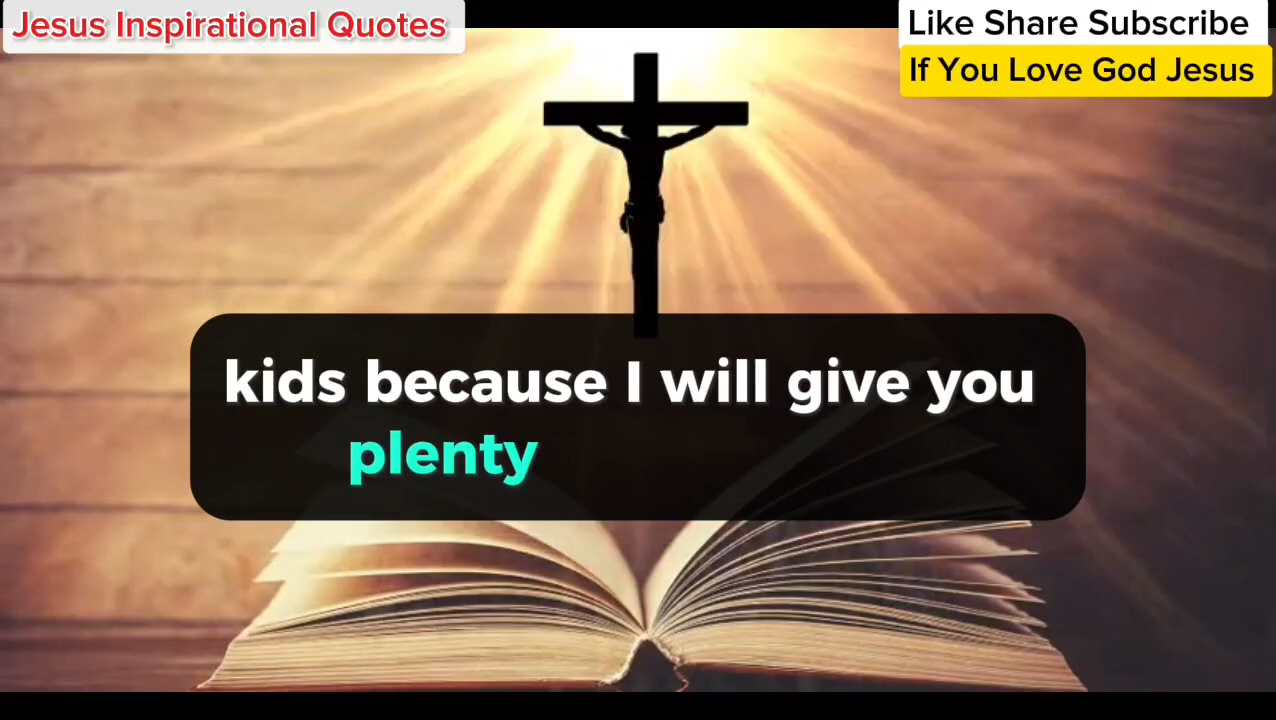 Jesus Inspirational Quotes
Like Share Subscribe
If You Love God Jesus
kids because I will give you
plenty